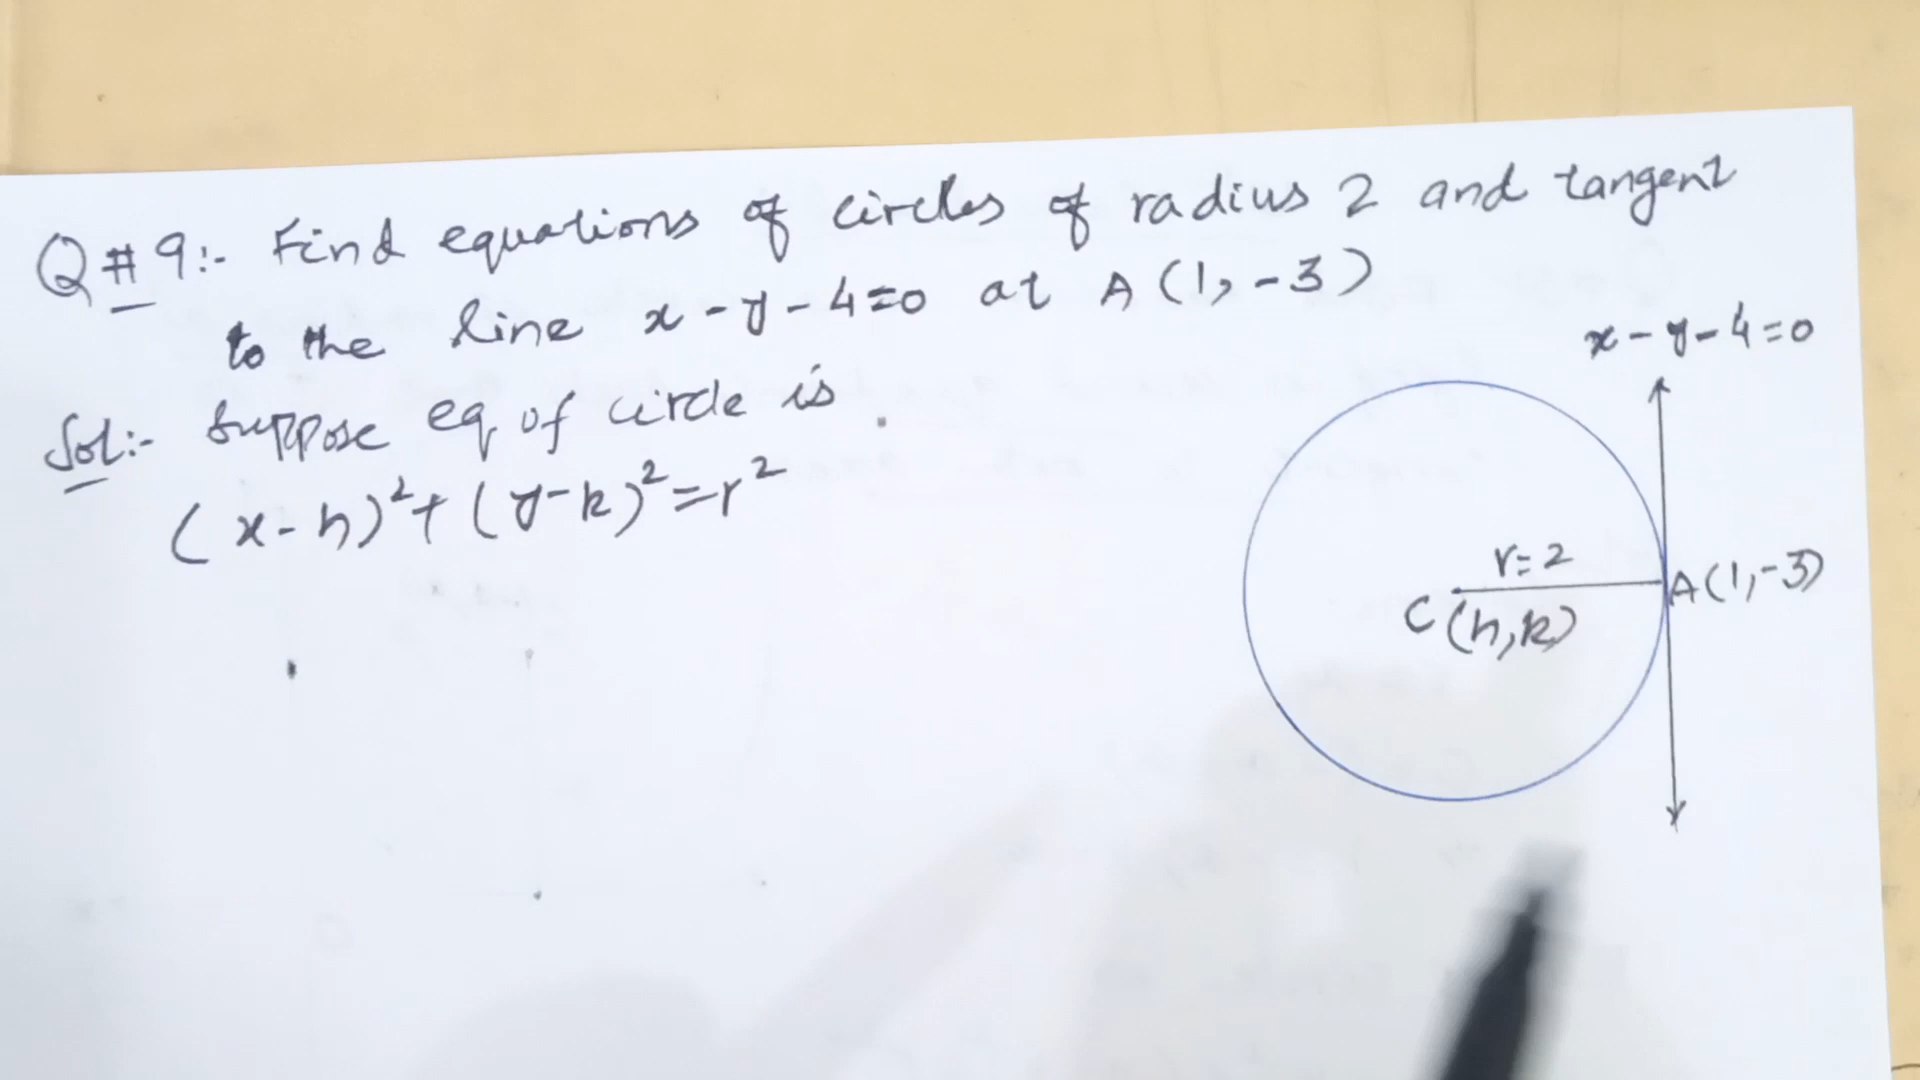 Q#9:- Find equations of circles of radius 2 and tangent
to the line x-y-4=0 at A(1,-3)
Sol:- Suppose eq of circle is
(x-h)²+(y-k)²=r²
x-y-4=0
r=2
A(1,-3)
C(h,k)